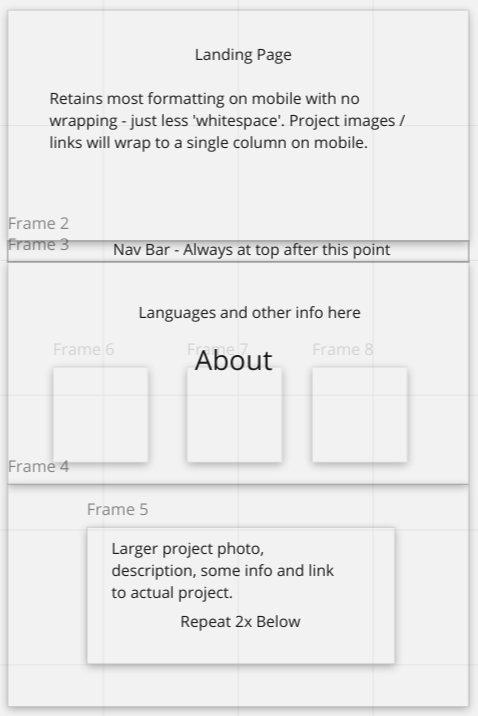 Landing Page
Retains most formatting on mobile with no
wrapping - just less 'whitespace'. Project images /
links will wrap to a single column on mobile.
Frame 2
Frame 3
Nav Bar - Always at top after this point
Languages and other info here
Frame 6
Frame 7
Frame 8
About
Frame 4
Frame 5
Larger project photo,
description, some info and link
to actual project.
Repeat 2x Below